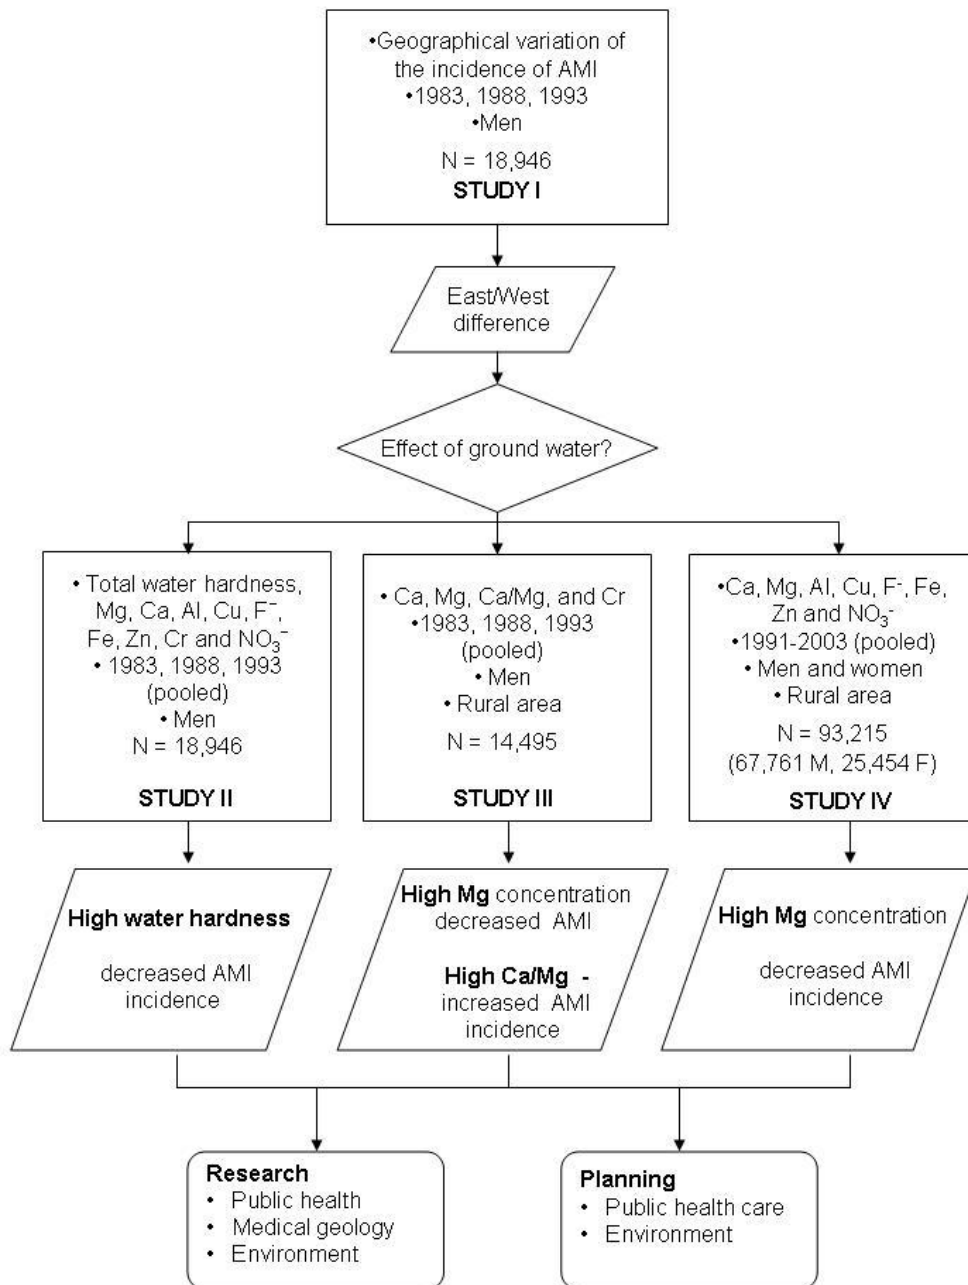 •Geographical variation of
the incidence of AMI
•1983, 1988, 1993
•Men
N = 18,946
STUDY I
East/West
difference
Effect of ground water?
• Total water hardness,
Mg, Ca, Al, Cu, F⁻,
Fe, Zn, Cr and NO₃⁻
• 1983, 1988, 1993
(pooled)
• Men
N = 18,946
STUDY II
• Ca, Mg, Ca/Mg, and Cr
•1983, 1988, 1993
(pooled)
• Men
• Rural area
N = 14,495
STUDY III
•Ca, Mg, Al, Cu, F⁻, Fe,
Zn and NO₃⁻
•1991-2003 (pooled)
• Men and women
• Rural area
N = 93,215
(67,761 M, 25,454 F)
STUDY IV
High water hardness
decreased AMI
incidence
High Mg concentration
decreased AMI
High Ca/Mg -
increased AMI
incidence
High Mg concentration
decreased AMI
incidence
Research
• Public health
• Medical geology
• Environment
Planning
• Public health care
• Environment